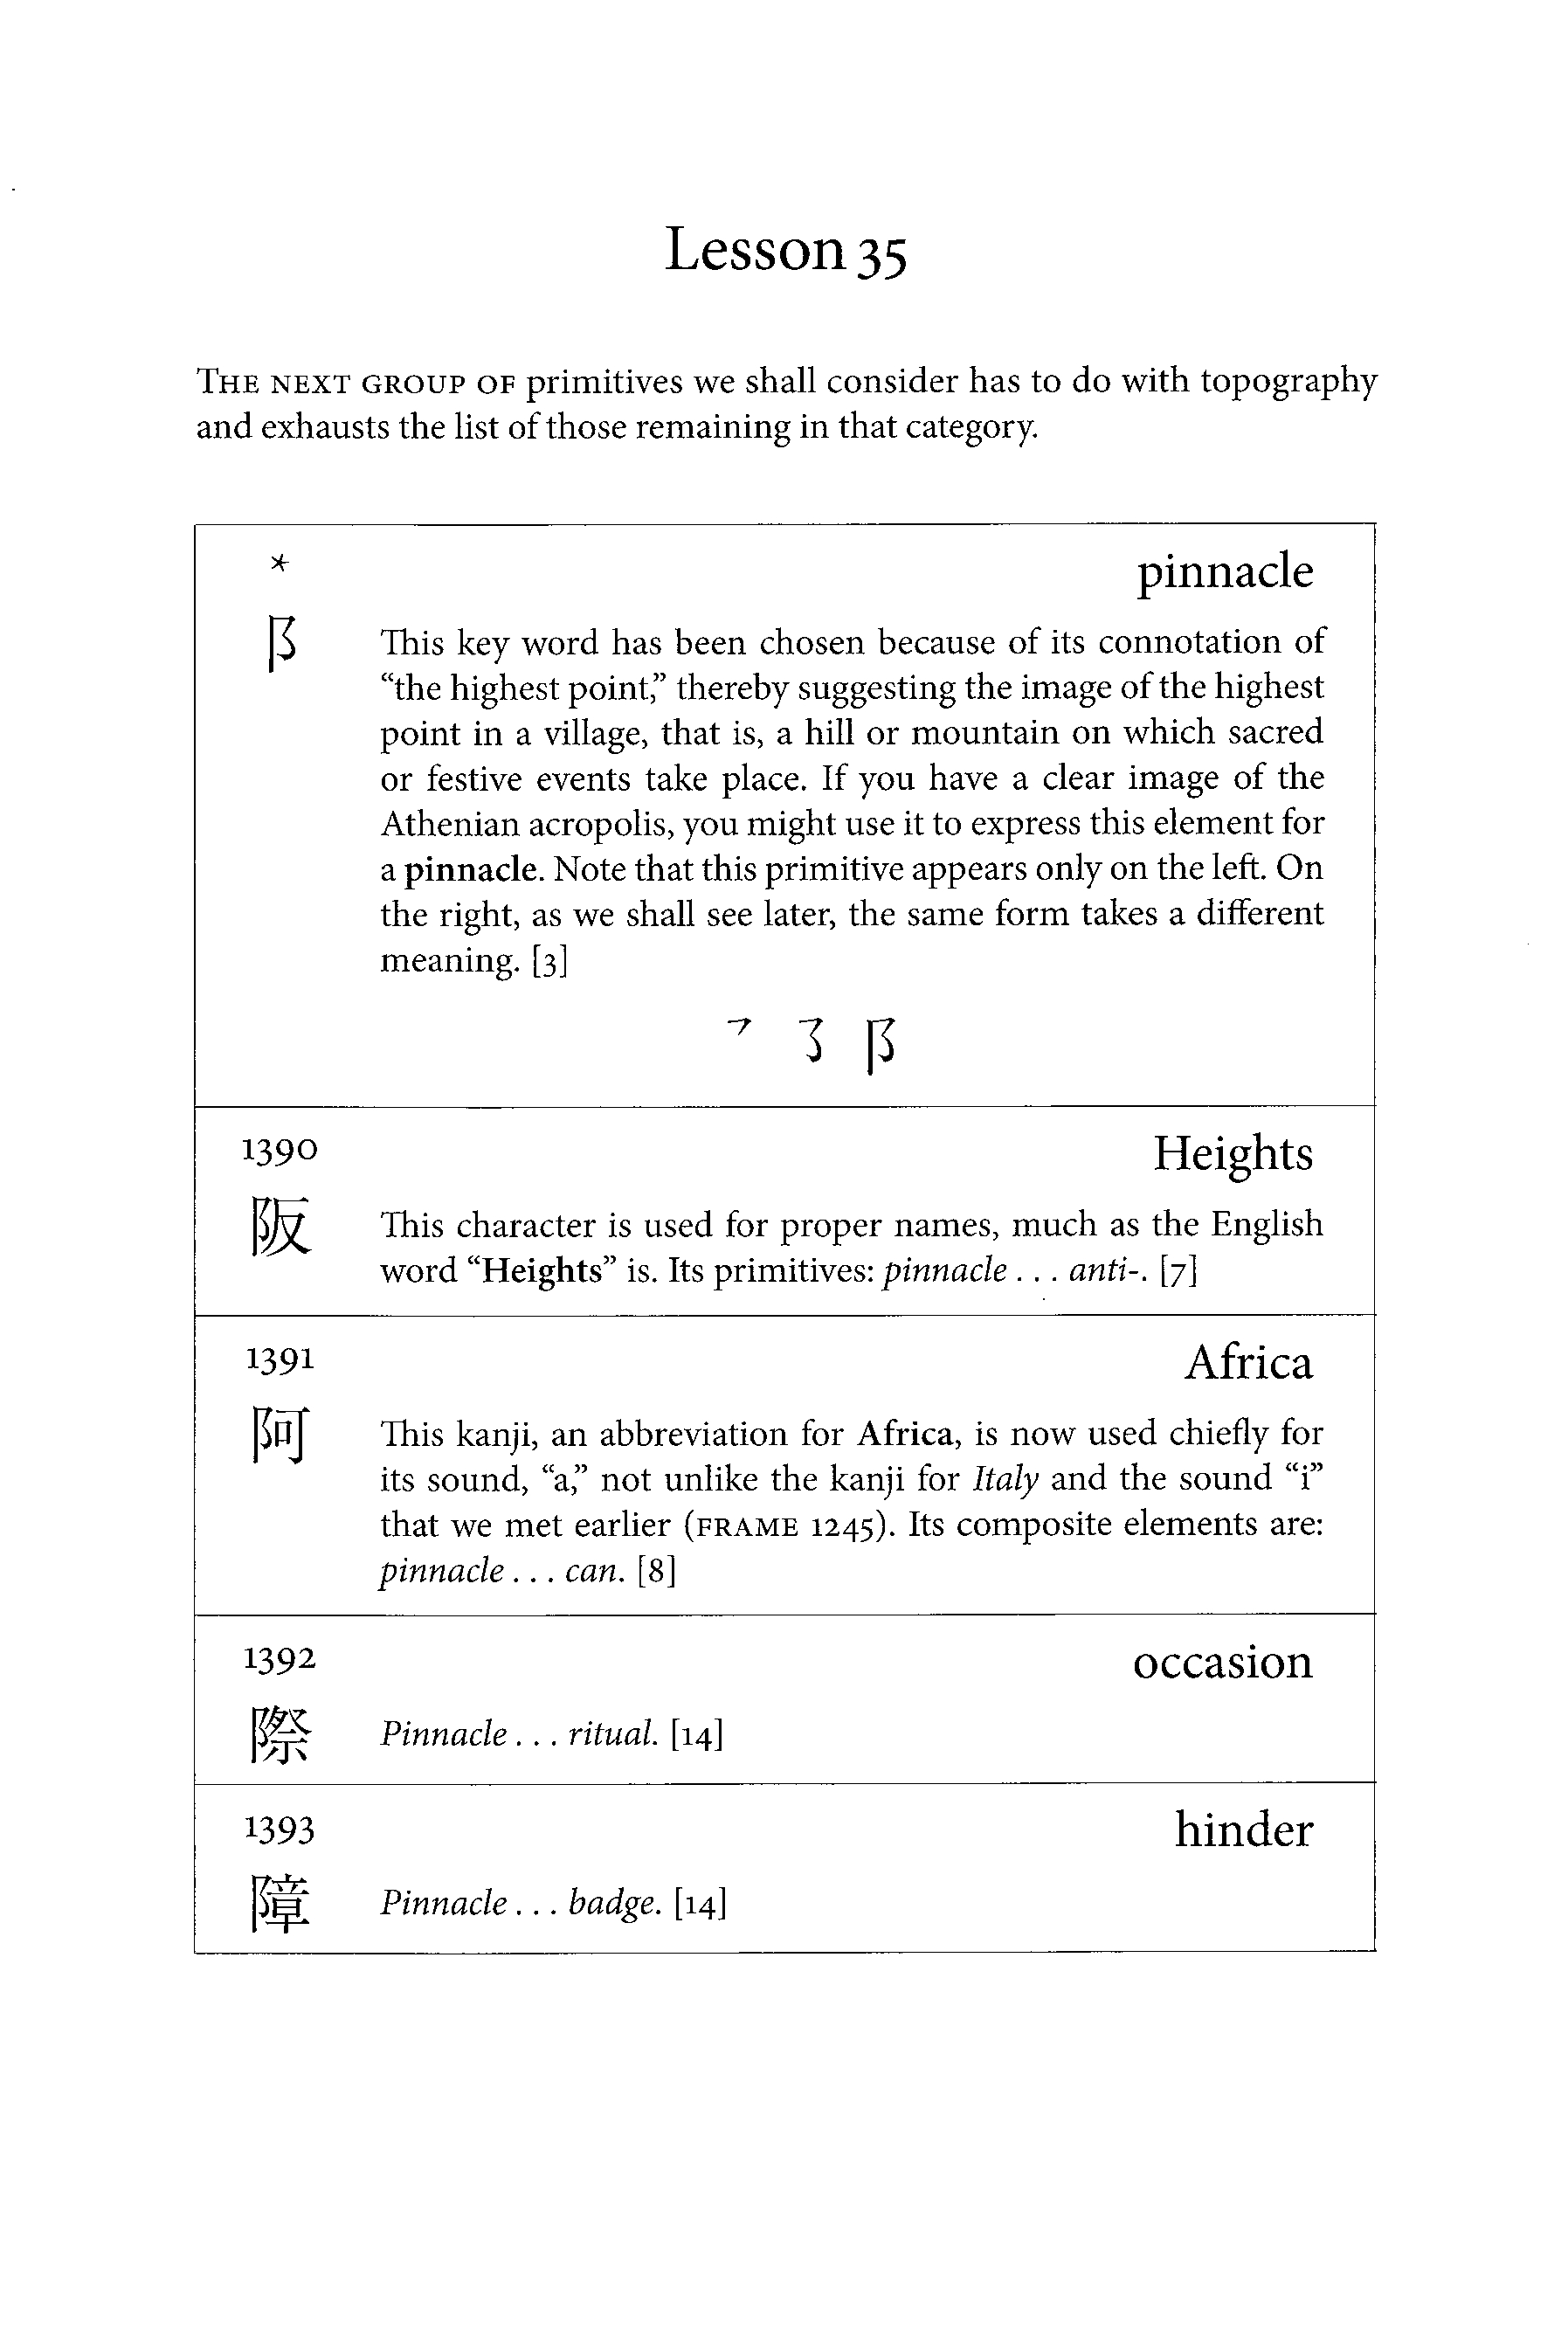 Lesson 35
THE NEXT GROUP OF primitives we shall consider has to do with topography
and exhausts the list of those remaining in that category.
*
pinnacle
阝
This key word has been chosen because of its connotation of
“the highest point,” thereby suggesting the image of the highest
point in a village, that is, a hill or mountain on which sacred
or festive events take place. If you have a clear image of the
Athenian acropolis, you might use it to express this element for
a pinnacle. Note that this primitive appears only on the left. On
the right, as we shall see later, the same form takes a different
meaning. [3]
㇇ ㇌ 阝
1390
Heights
阪
This character is used for proper names, much as the English
word “Heights” is. Its primitives: pinnacle . . . anti-. [7]
1391
Africa
阿
This kanji, an abbreviation for Africa, is now used chiefly for
its sound, “a,” not unlike the kanji for Italy and the sound “i”
that we met earlier (FRAME 1245). Its composite elements are:
pinnacle . . . can. [8]
1392
occasion
際
Pinnacle . . . ritual. [14]
1393
hinder
障
Pinnacle . . . badge. [14]